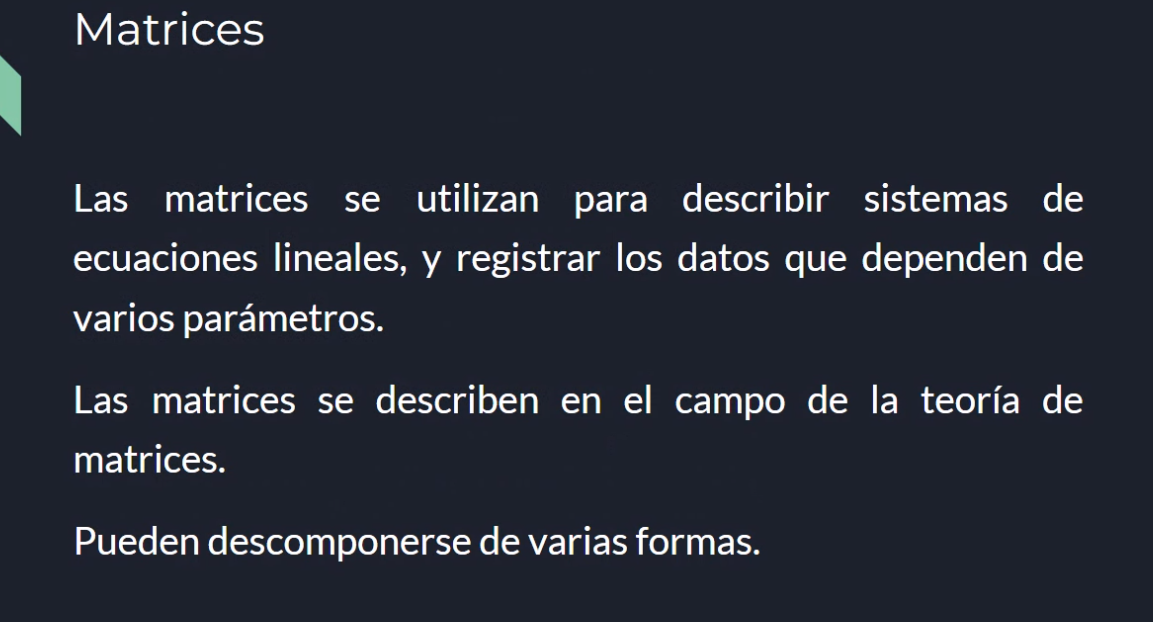 Matrices
Las matrices se utilizan para describir sistemas de
ecuaciones lineales, y registrar los datos que dependen de
varios parámetros.
Las matrices se describen en el campo de la teoría de
matrices.
Pueden descomponerse de varias formas.